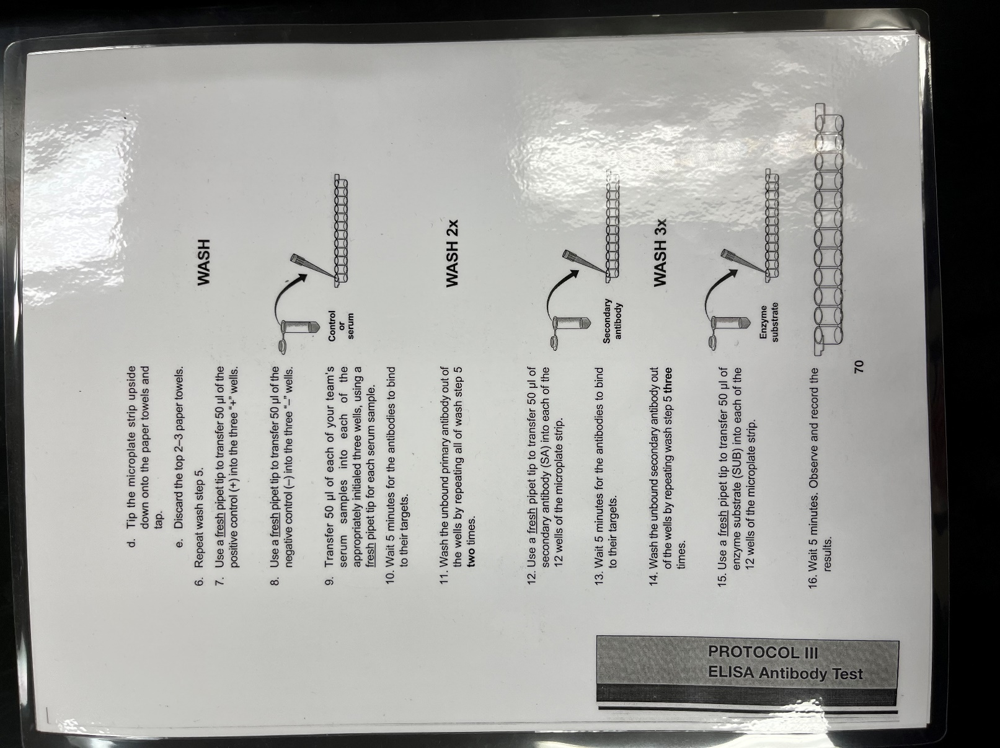 d. Tip the microplate strip upside
down onto the paper towels and
tap.
e. Discard the top 2–3 paper towels.
6. Repeat wash step 5.
WASH
7. Use a fresh pipet tip to transfer 50 µl of the
positive control (+) into the three “+” wells.
8. Use a fresh pipet tip to transfer 50 µl of the
negative control (–) into the three “–” wells.
9. Transfer 50 µl of each of your team's
serum samples into each of the
appropriately initialed three wells, using a
fresh pipet tip for each serum sample.
Control
or
serum
10. Wait 5 minutes for the antibodies to bind
to their targets.
11. Wash the unbound primary antibody out of
the wells by repeating all of wash step 5
two times.
WASH 2x
12. Use a fresh pipet tip to transfer 50 µl of
secondary antibody (SA) into each of the
12 wells of the microplate strip.
Secondary
antibody
13. Wait 5 minutes for the antibodies to bind
to their targets.
14. Wash the unbound secondary antibody out
of the wells by repeating wash step 5 three
times.
WASH 3x
15. Use a fresh pipet tip to transfer 50 µl of
enzyme substrate (SUB) into each of the
12 wells of the microplate strip.
Enzyme
substrate
16. Wait 5 minutes. Observe and record the
results.
70
PROTOCOL III
ELISA Antibody Test